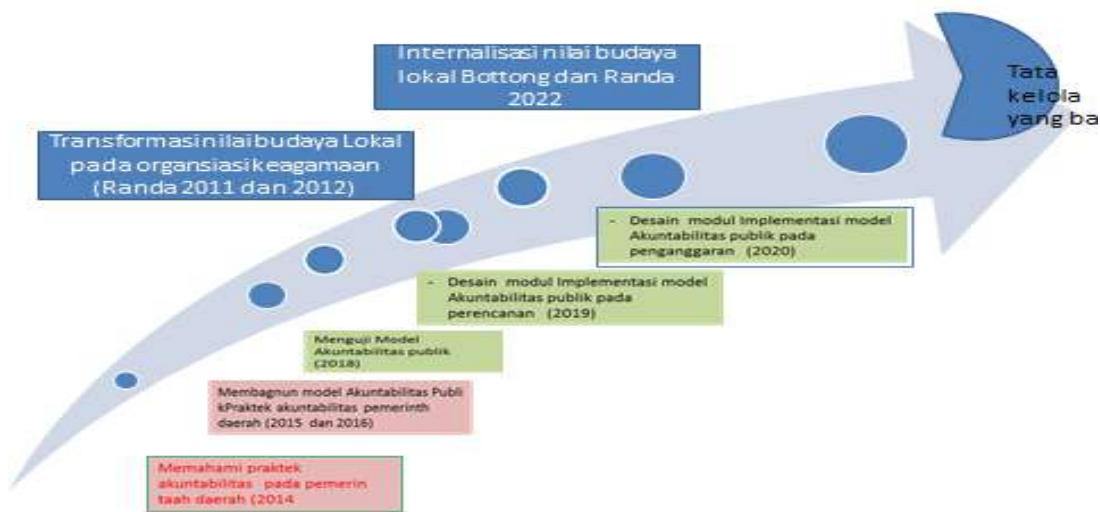 Internalisasi nilai budaya
lokal Bottong dan Randa
2022
Tata
kelola
yang ba
Transformasi nilai budaya Lokal
pada organsiasi keagamaan
(Randa 2011 dan 2012)
- Desain modul Implementasi model
Akuntabilitas publik pada
penganggaran (2020)
- Desain modul Implementasi model
Akuntabilitas publik pada
perencanan (2019)
Menguji Model
Akuntabilitas publik
(2018)
Membagnun model Akuntabilitas Publi
kPraktek akuntabilitas pemerinth
daerah (2015 dan 2016)
Memahami praktek
akuntabilitas pada pemerin
taah daerah (2014